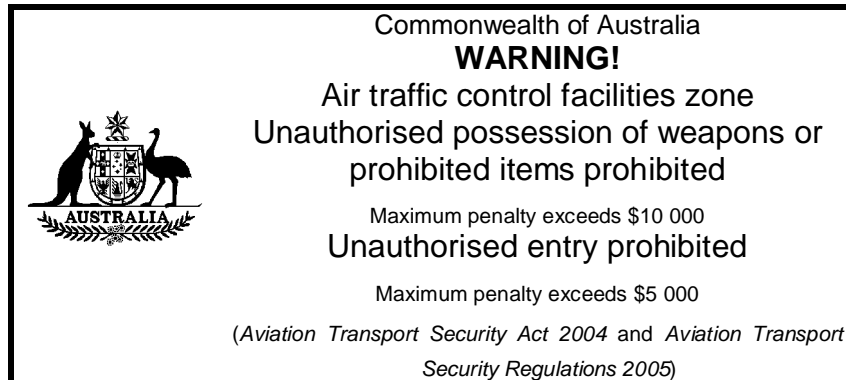 Commonwealth of Australia
WARNING!
Air traffic control facilities zone
Unauthorised possession of weapons or
prohibited items prohibited
AUSTRALIA
Maximum penalty exceeds $10 000
Unauthorised entry prohibited
Maximum penalty exceeds $5 000
(Aviation Transport Security Act 2004 and Aviation Transport
Security Regulations 2005)